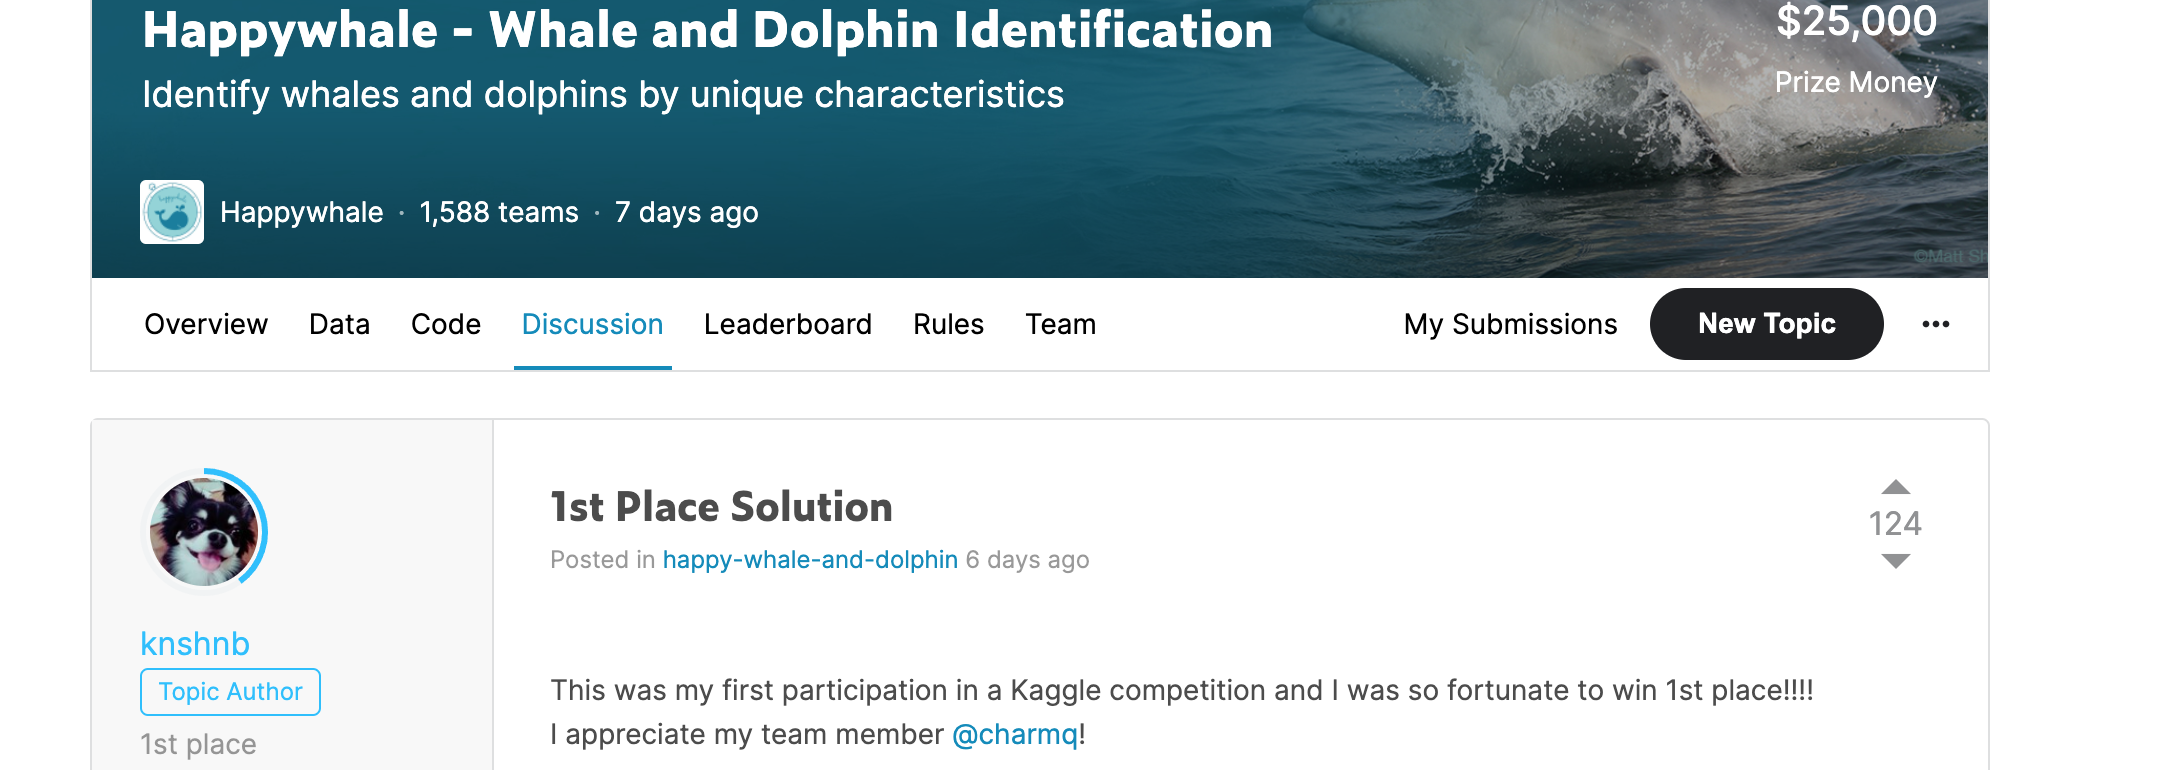 Happywhale - Whale and Dolphin Identification
$25,000
Identify whales and dolphins by unique characteristics
Prize Money
Happywhale · 1,588 teams · 7 days ago
©Matt Sh
Overview Data Code Discussion Leaderboard Rules Team My Submissions New Topic
1st Place Solution
124
Posted in happy-whale-and-dolphin 6 days ago
knshnb
Topic Author
1st place
This was my first participation in a Kaggle competition and I was so fortunate to win 1st place!!!!
I appreciate my team member @charmq!